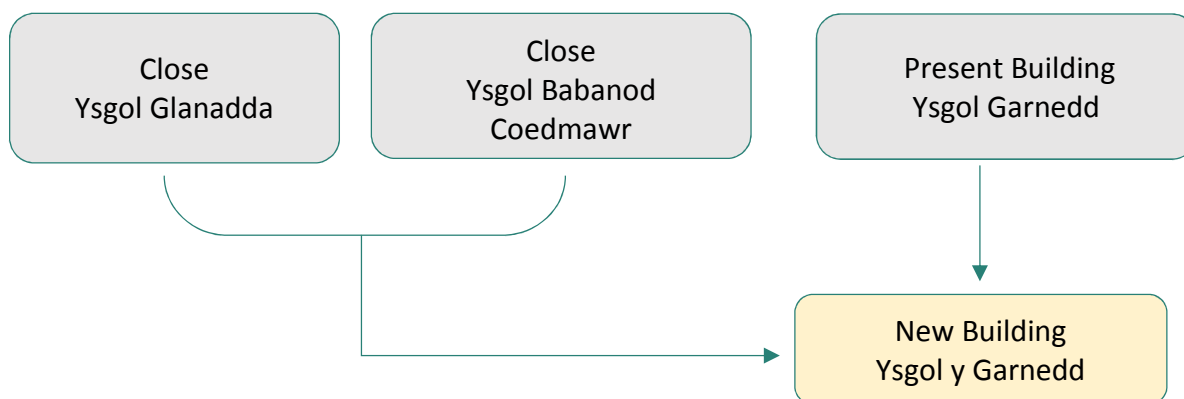 Close
Ysgol Glanadda
Close
Ysgol Babanod
Coedmawr
Present Building
Ysgol Garnedd
New Building
Ysgol y Garnedd